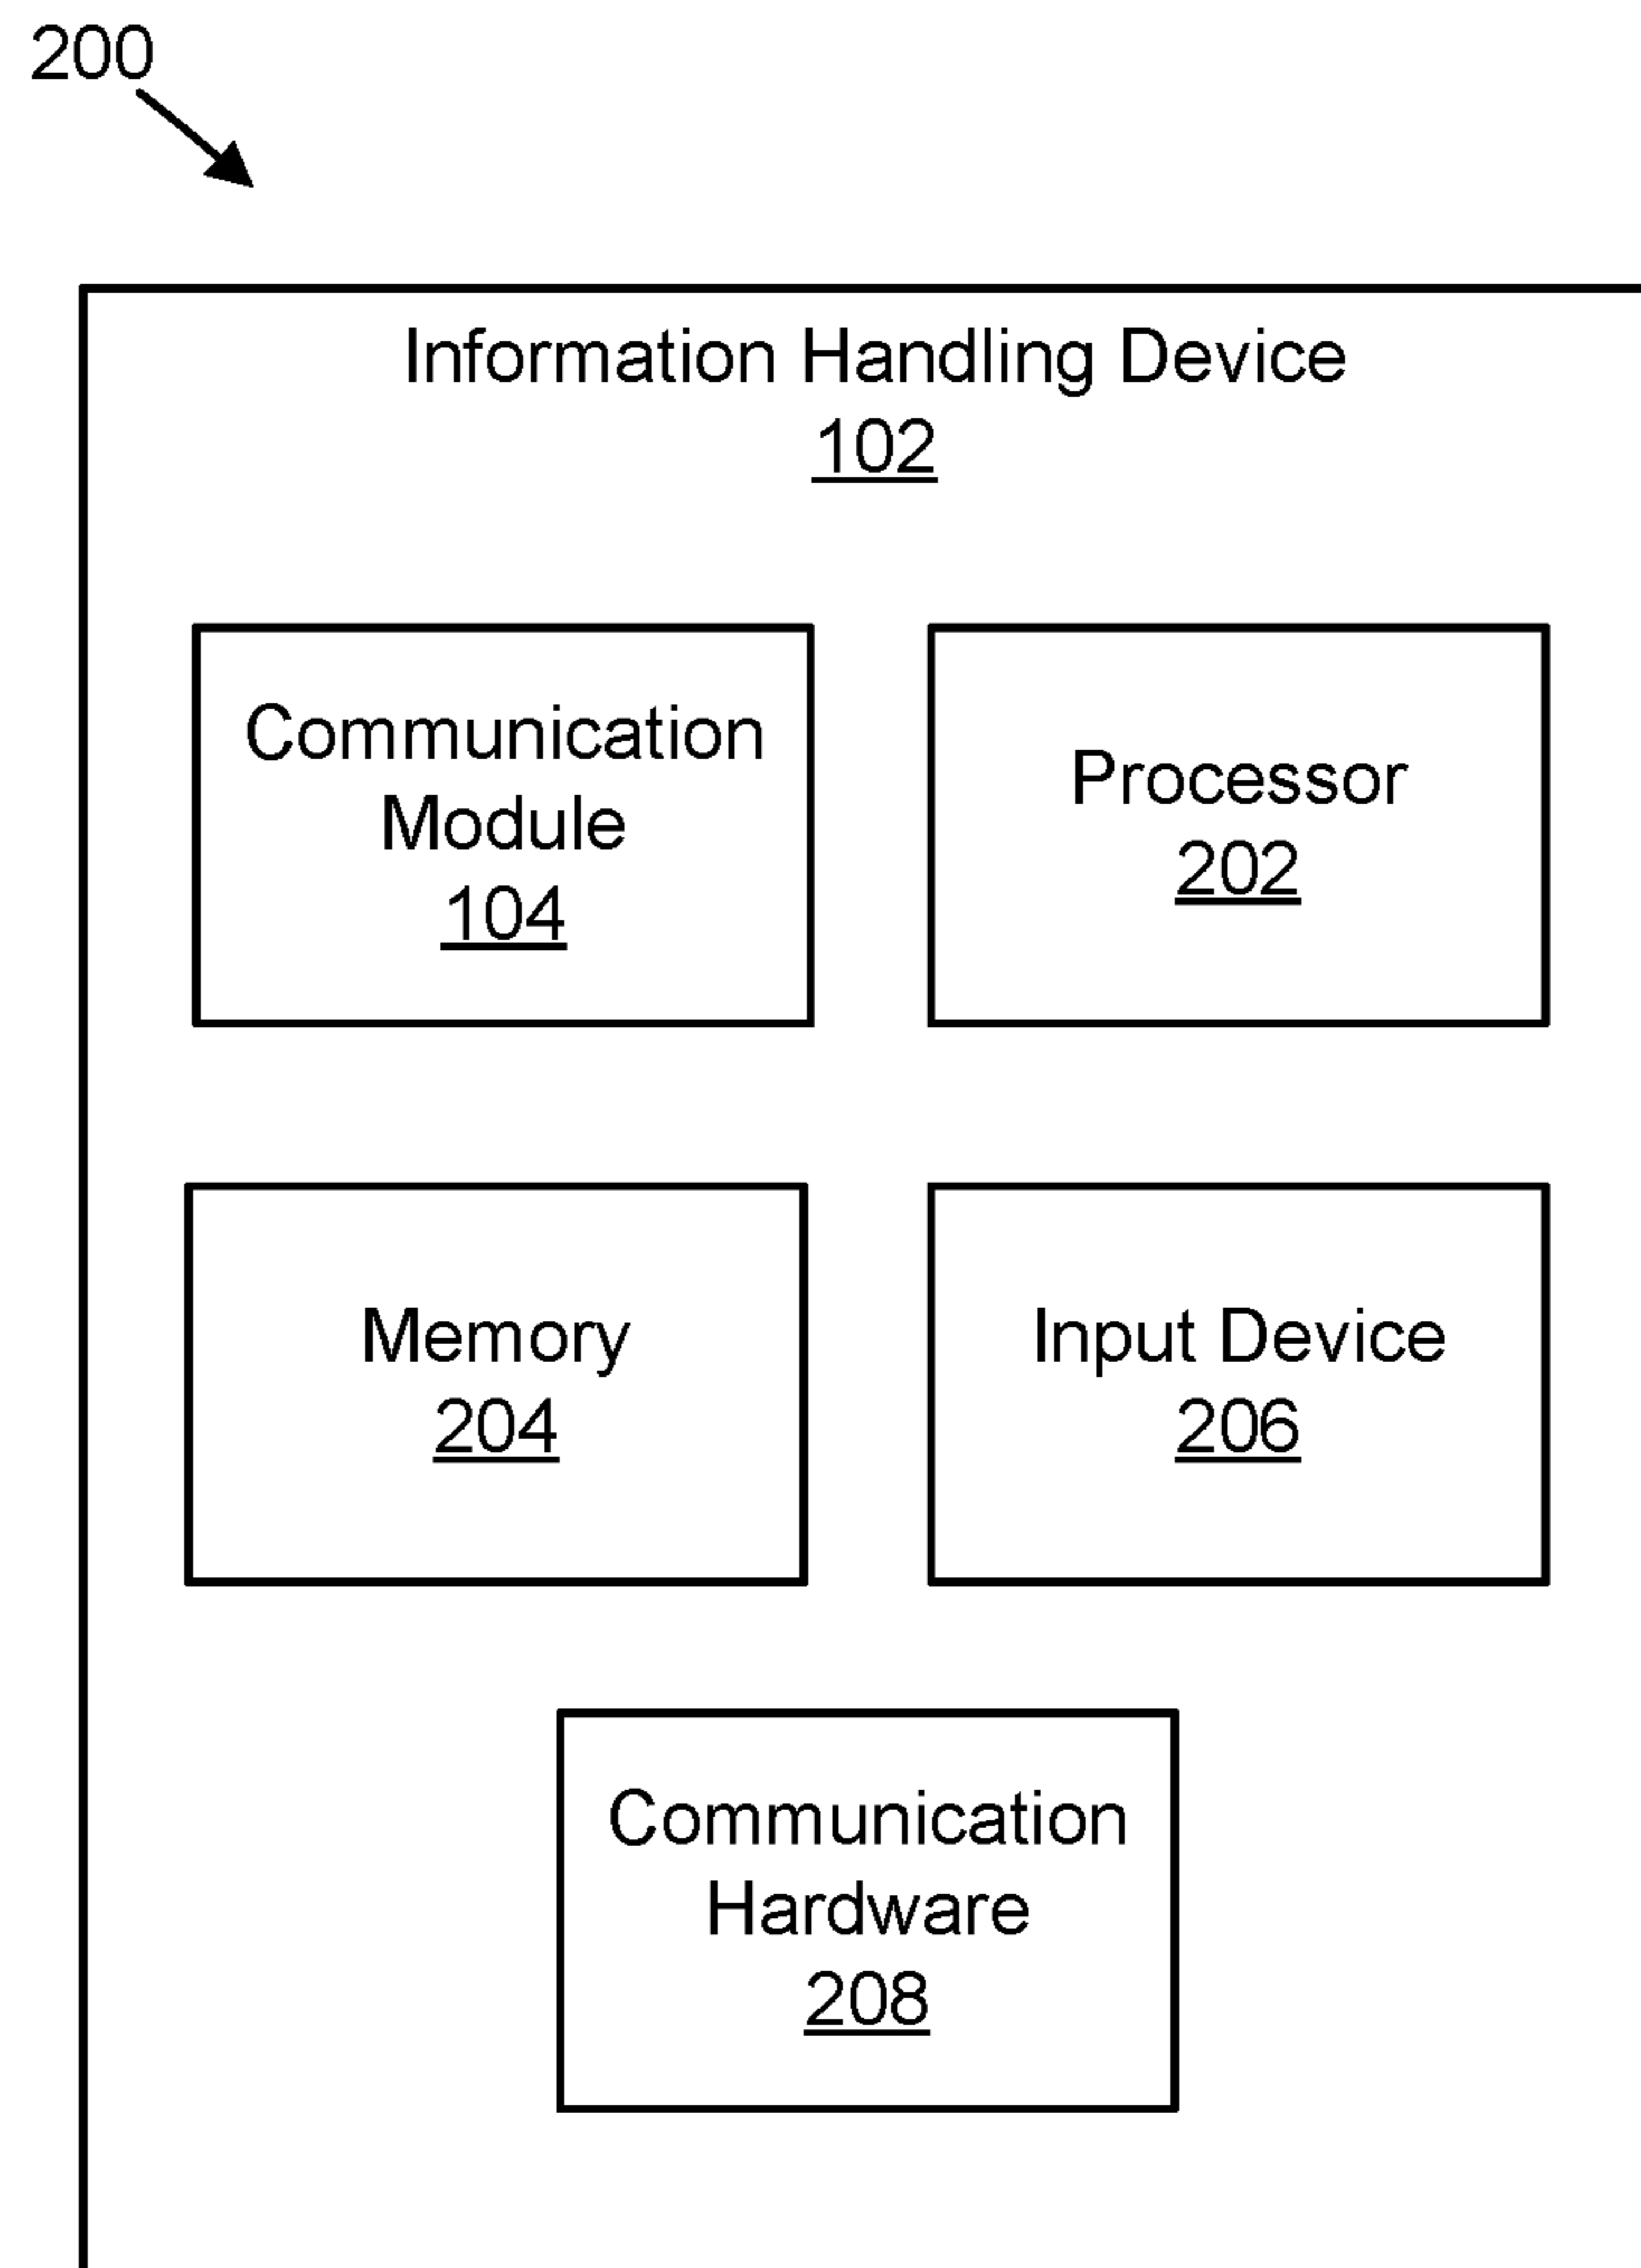 200
Information Handling Device
102
Communication
Module
104
Processor
202
Memory
204
Input Device
206
Communication
Hardware
208